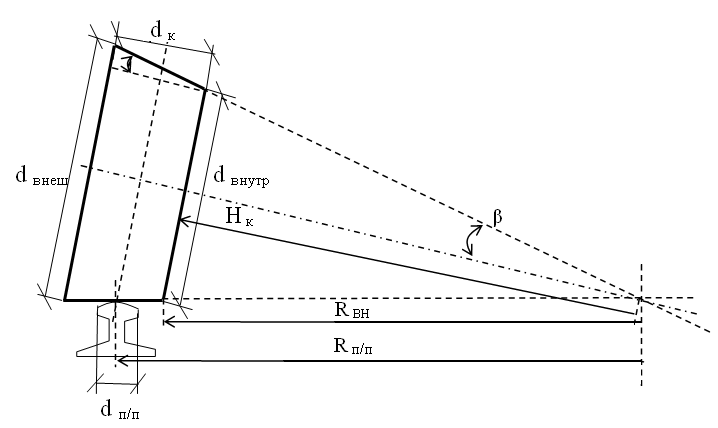 d к
d внеш
d внутр
H к
β
R ВН
R п/п
d п/п